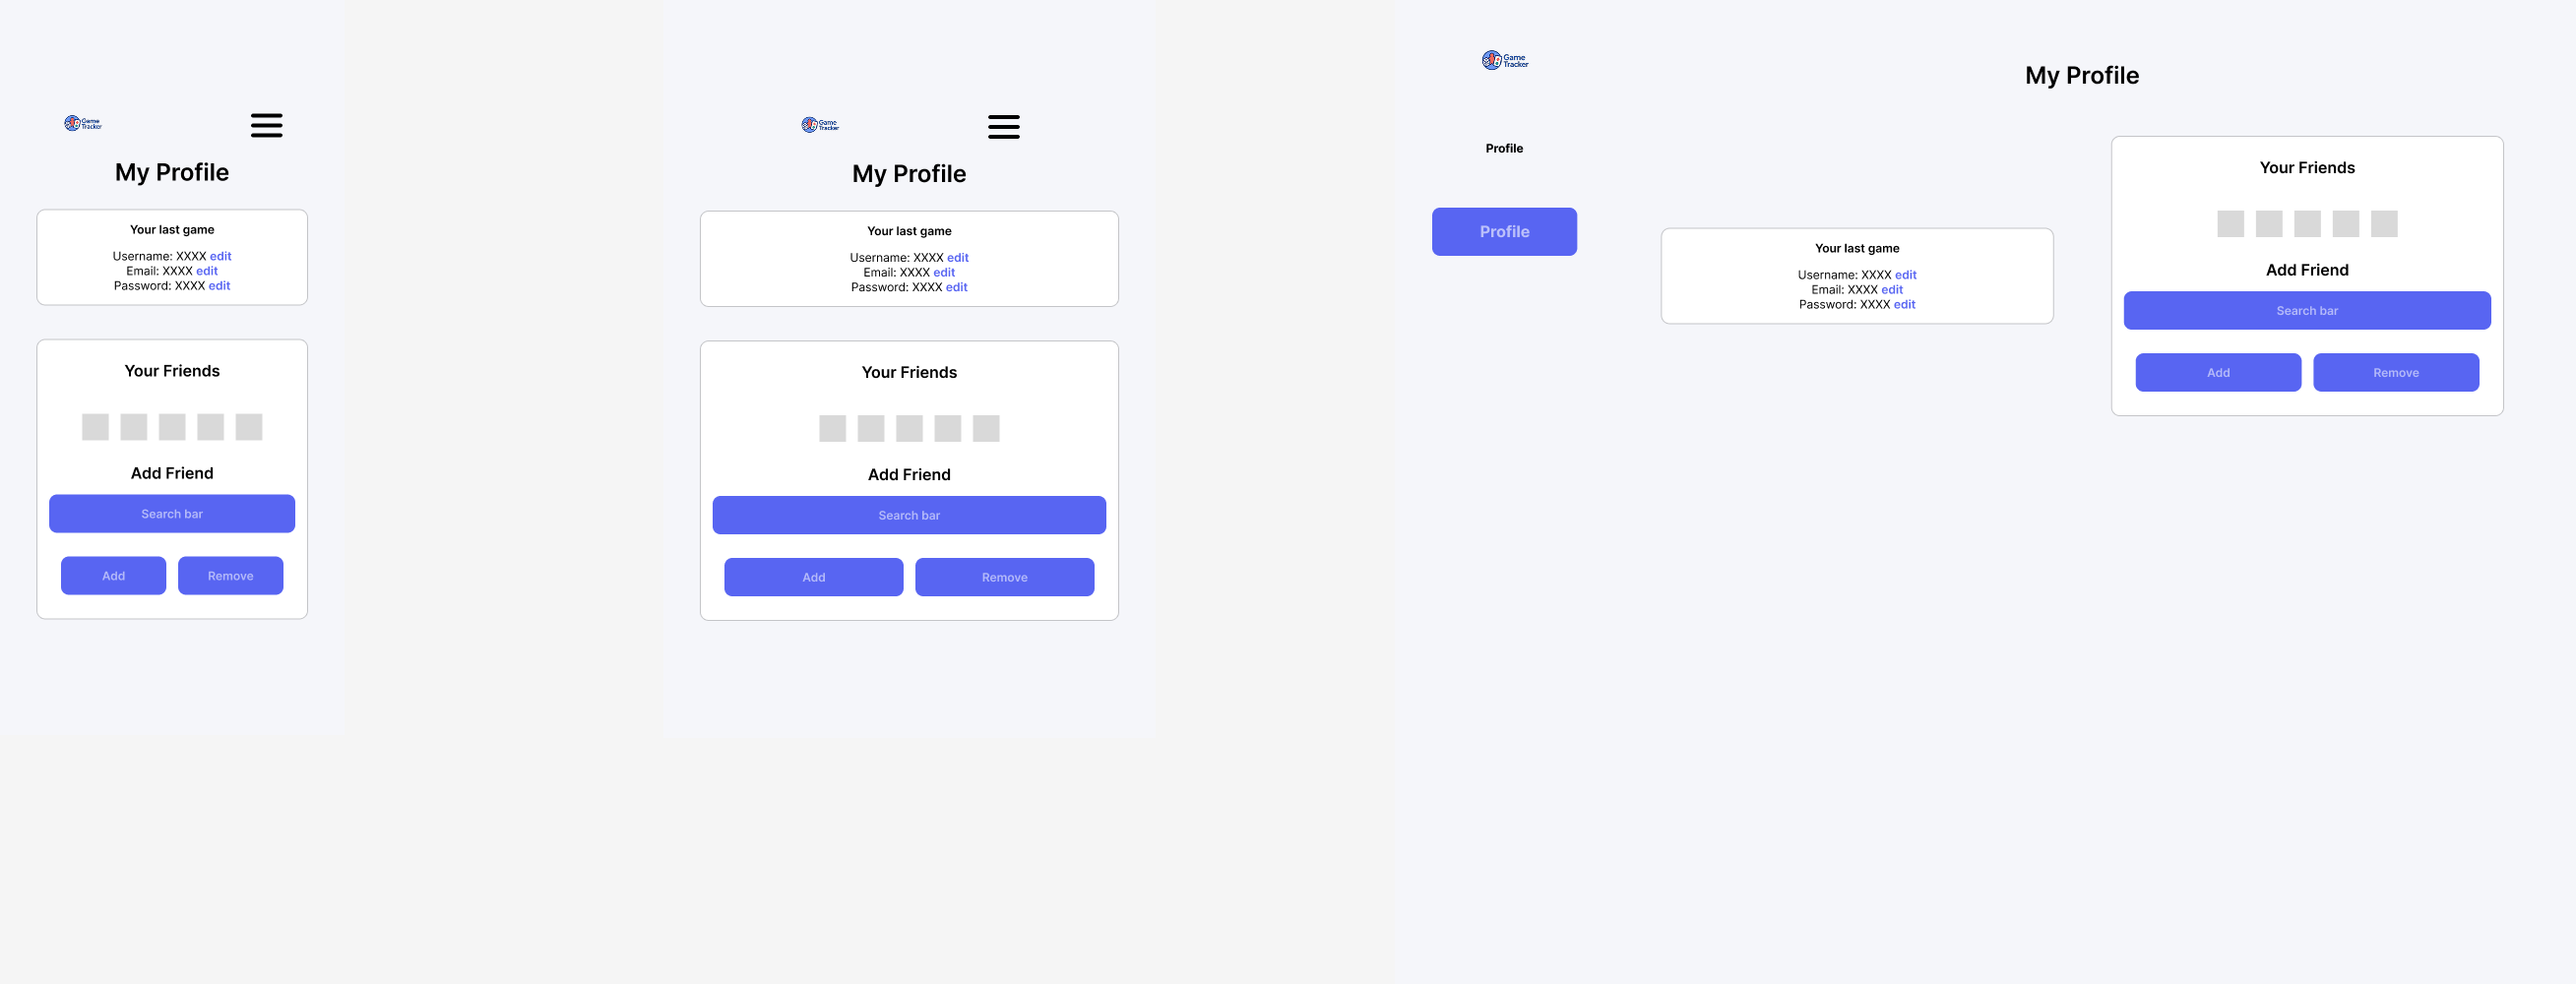 Game
Tracker
My Profile
Your last game
Username: XXXX edit
Email: XXXX edit
Password: XXXX edit
Your Friends
Add Friend
Search bar
Add
Remove
Game
Tracker
My Profile
Your last game
Username: XXXX edit
Email: XXXX edit
Password: XXXX edit
Your Friends
Add Friend
Search bar
Add
Remove
Game
Tracker
Profile
Profile
My Profile
Your last game
Username: XXXX edit
Email: XXXX edit
Password: XXXX edit
Your Friends
Add Friend
Search bar
Add
Remove